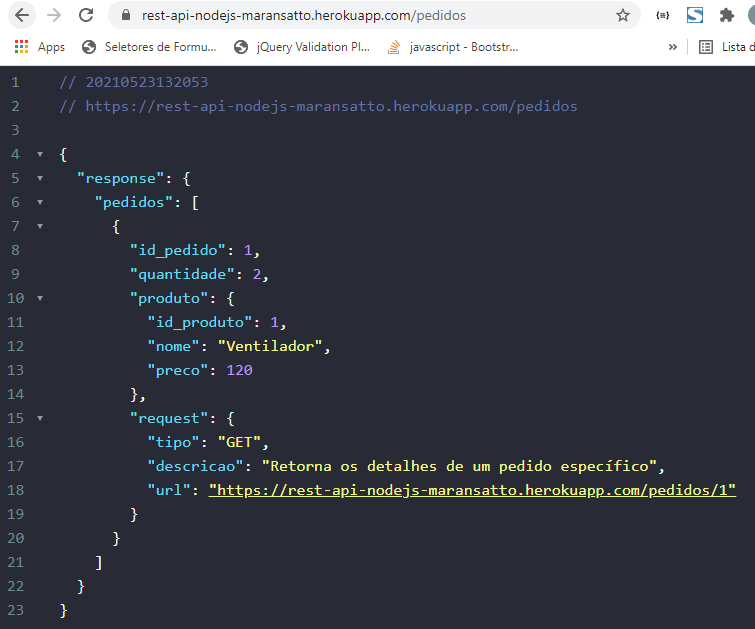 rest-api-nodejs-maransatto.herokuapp.com/pedidos
Apps Seletores de Formu... jQuery Validation Pl... javascript - Bootstr... » Lista d
1 // 20210523132053
2 // https://rest-api-nodejs-maransatto.herokuapp.com/pedidos
3
4 {
5 "response": {
6 "pedidos": [
7 {
8 "id_pedido": 1,
9 "quantidade": 2,
10 "produto": {
11 "id_produto": 1,
12 "nome": "Ventilador",
13 "preco": 120
14 },
15 "request": {
16 "tipo": "GET",
17 "descricao": "Retorna os detalhes de um pedido específico",
18 "url": "https://rest-api-nodejs-maransatto.herokuapp.com/pedidos/1"
19 }
20 }
21 ]
22 }
23 }